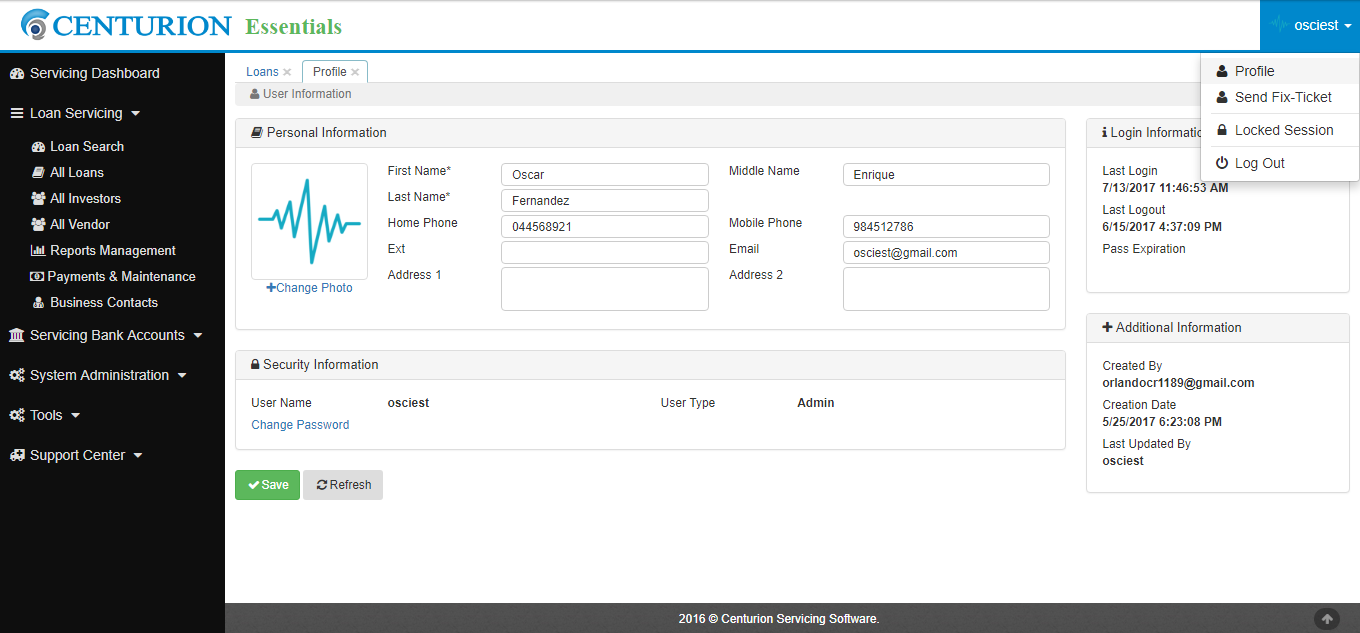 CENTURION Essentials
osciest
Profile
Send Fix-Ticket
Locked Session
Log Out
Servicing Dashboard
Loan Servicing
Loan Search
All Loans
All Investors
All Vendor
Reports Management
Payments & Maintenance
Business Contacts
Servicing Bank Accounts
System Administration
Tools
Support Center
Loans × Profile ×
User Information
Personal Information
Change Photo
First Name* Oscar Middle Name Enrique
Last Name* Fernandez
Home Phone 044568921 Mobile Phone 984512786
Ext Email osciest@gmail.com
Address 1 Address 2
Security Information
User Name osciest User Type Admin
Change Password
Save Refresh
Login Informatio
Last Login
7/13/2017 11:46:53 AM
Last Logout
6/15/2017 4:37:09 PM
Pass Expiration
Additional Information
Created By
orlandocr1189@gmail.com
Creation Date
5/25/2017 6:23:08 PM
Last Updated By
osciest
2016 © Centurion Servicing Software.